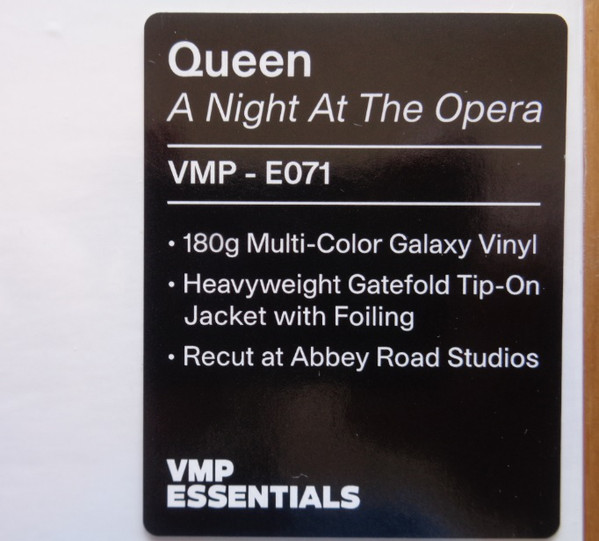 Queen
A Night At The Opera
VMP - E071
• 180g Multi-Color Galaxy Vinyl
• Heavyweight Gatefold Tip-On
Jacket with Foiling
• Recut at Abbey Road Studios
VMP
ESSENTIALS